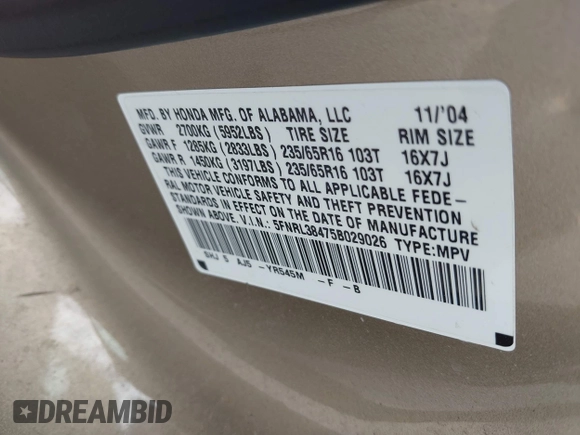 MFD. BY HONDA MFG. OF ALABAMA, LLC 11/'04
GVWR 2700KG (5952LBS) TIRE SIZE RIM SIZE
GAWR F 1285KG (2833LBS) 235/65R16 103T 16X7J
GAWR R 1450KG (3197LBS) 235/65R16 103T 16X7J
THIS VEHICLE CONFORMS TO ALL APPLICABLE FEDE-
RAL MOTOR VEHICLE SAFETY AND THEFT PREVENTION
STANDARDS IN EFFECT ON THE DATE OF MANUFACTURE
SHOWN ABOVE. V.I.N.: 5FNRL38475B029026 TYPE:MPV
SHJ S AJ5 -YR545M -F -B
DREAMBID